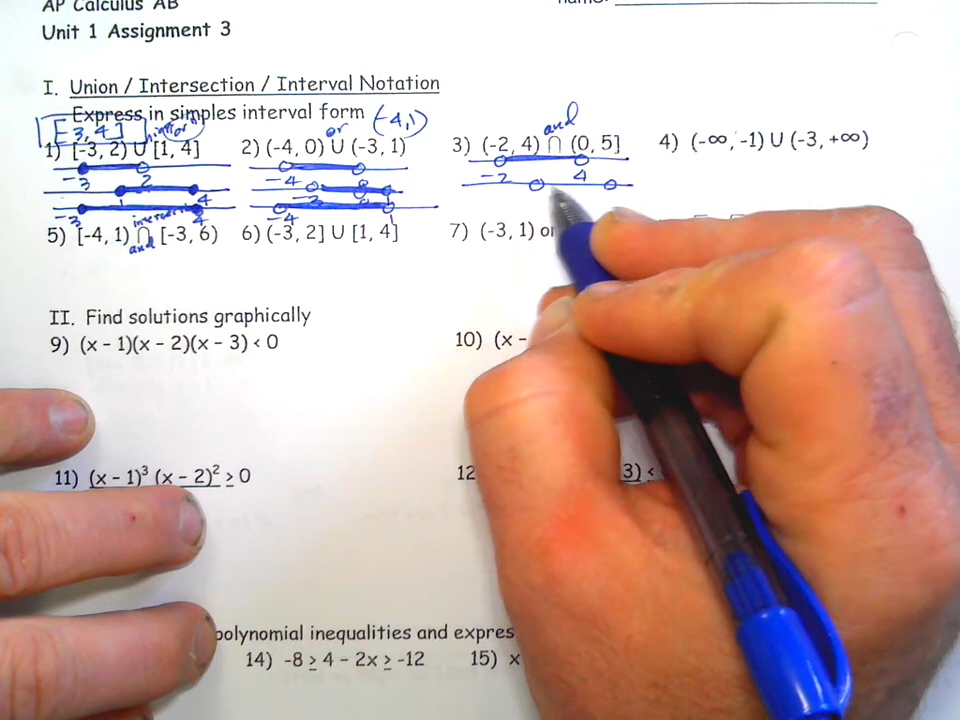 AP Calculus AB
Unit 1 Assignment 3
I. Union / Intersection / Interval Notation
Express in simples interval form (-4,1)
[-3,4] or and
1) [-3, 2) ∪ [1, 4] 2) (-4, 0) ∪ (-3, 1) 3) (-2, 4) ∩ (0, 5] 4) (-∞, -1) ∪ (-3, +∞)
-3 2 -4 -2 4
1 4 -3
-3 4 -4 1
5) [-4, 1) ∩ [-3, 6) 6) (-3, 2] ∪ [1, 4] 7) (-3, 1) or
and
II. Find solutions graphically
9) (x - 1)(x - 2)(x - 3) < 0 10) (x -
11) (x - 1)³ (x - 2)² ≥ 0 12 3) <
polynomial inequalities and expres
14) -8 ≥ 4 - 2x ≥ -12 15) x